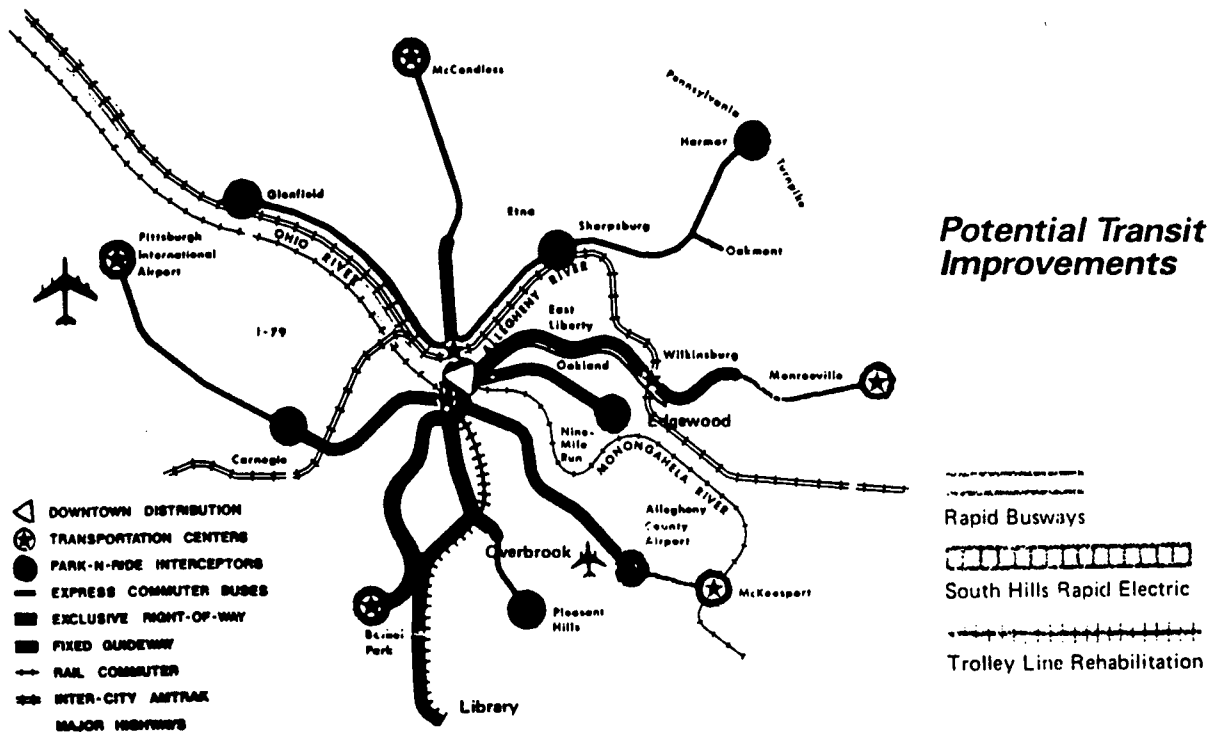 McCandless
Pennsylvania
Harmar
Turnpike
Glenfield
Etna
Sharpsburg
Oakmont
Potential Transit
Improvements
OHIO
RIVER
Pittsburgh
International
Airport
ALLEGHENY RIVER
I-79
East
Liberty
Oakland
Wilkinsburg
Monroeville
Edgewood
Nine-
Mile
Run
MONONGAHELA
RIVER
Carnegie
Allegheny
County
Airport
Overbrook
McKeesport
Pleasant
Hills
Park
Library
DOWNTOWN DISTRIBUTION
TRANSPORTATION CENTERS
PARK-N-RIDE INTERCEPTORS
EXPRESS COMMUTER BUSES
EXCLUSIVE RIGHT-OF-WAY
FIXED GUIDEWAY
RAIL COMMUTER
INTER-CITY AMTRAK
MAJOR HIGHWAYS
Rapid Busways
South Hills Rapid Electric
Trolley Line Rehabilitation